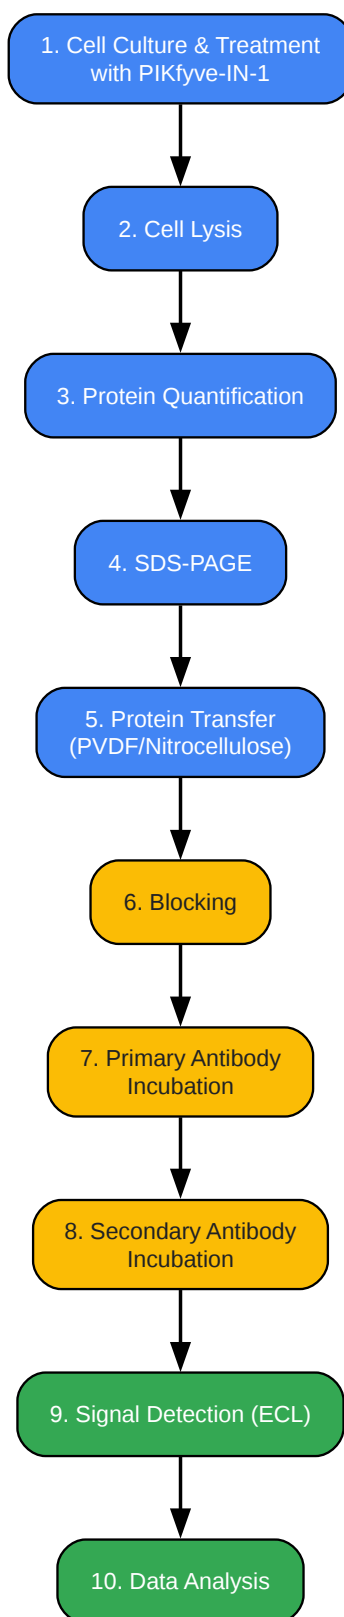 1. Cell Culture & Treatment
with PIKfyve-IN-1
2. Cell Lysis
3. Protein Quantification
4. SDS-PAGE
5. Protein Transfer
(PVDF/Nitrocellulose)
6. Blocking
7. Primary Antibody
Incubation
8. Secondary Antibody
Incubation
9. Signal Detection (ECL)
10. Data Analysis